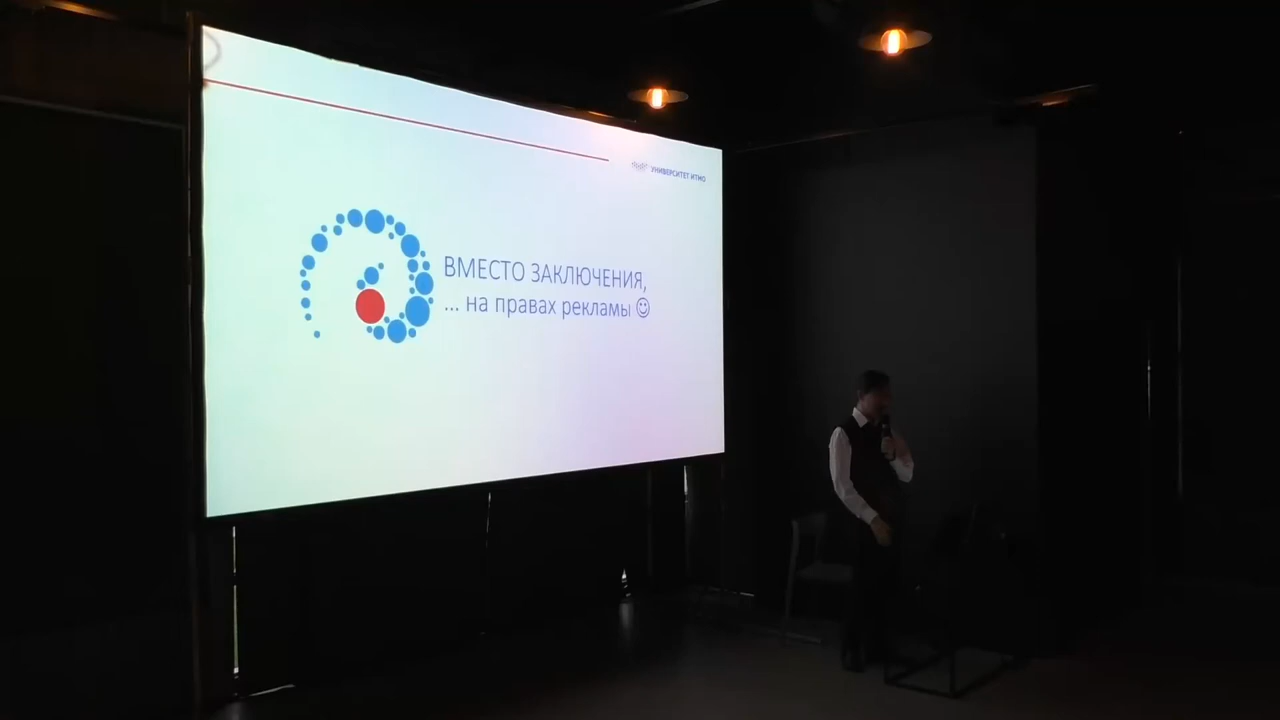 УНИВЕРСИТЕТ ИТМО
ВМЕСТО ЗАКЛЮЧЕНИЯ,
... на правах рекламы ☺